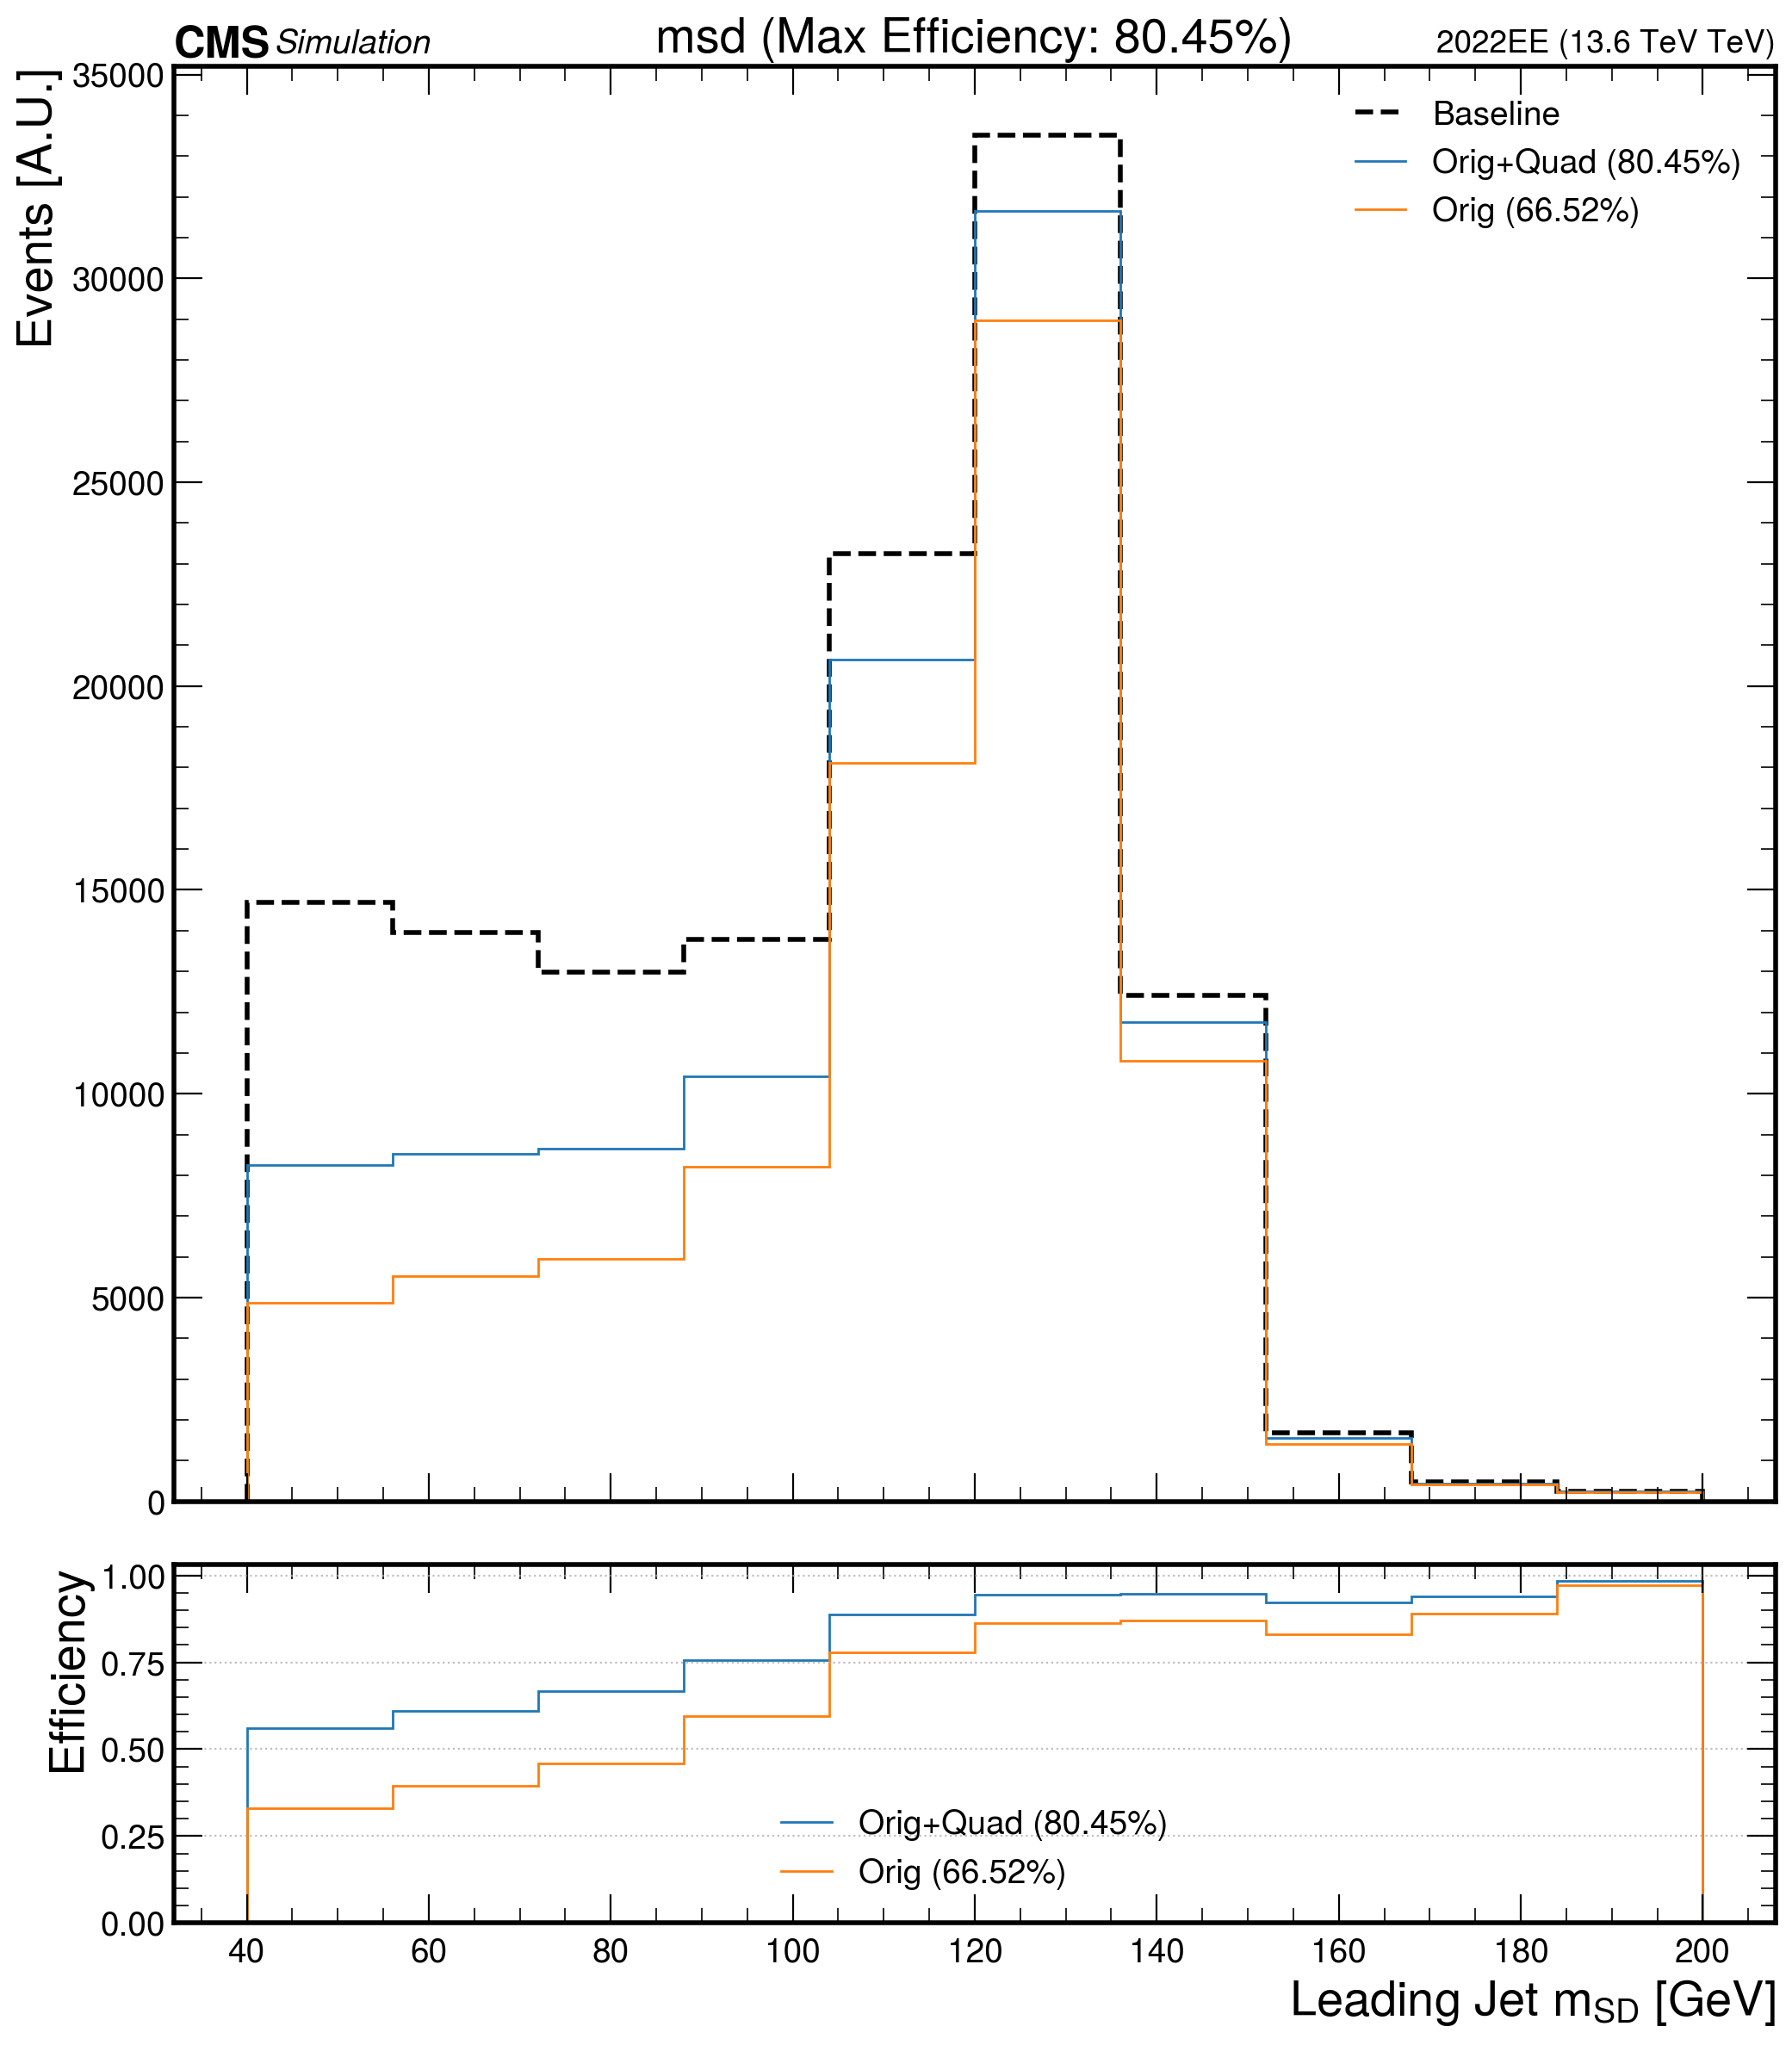 CMS Simulation
msd (Max Efficiency: 80.45%)
2022EE (13.6 TeV TeV)
Events [A.U.]
35000
30000
25000
20000
15000
10000
5000
0
Baseline
Orig+Quad (80.45%)
Orig (66.52%)
Efficiency
1.00
0.75
0.50
0.25
0.00
Orig+Quad (80.45%)
Orig (66.52%)
40 60 80 100 120 140 160 180 200
Leading Jet mSD [GeV]